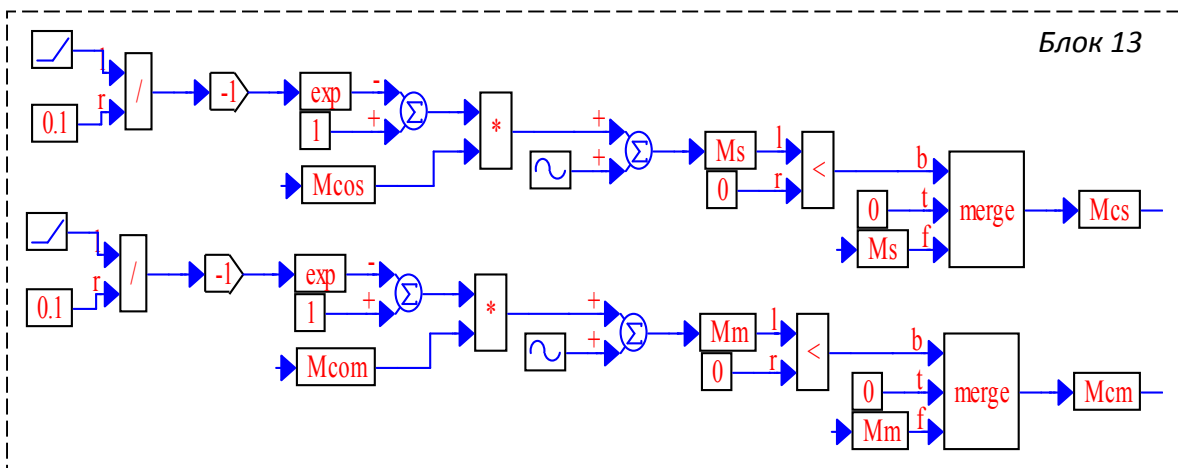 Блок 13
l
r
0.1
/
-1
exp
1
-
+
Σ
Mcos
*
+
+
Σ
Ms
0
l
r
<
b
t
f
0
Ms
merge
Mcs
l
r
0.1
/
-1
exp
1
-
+
Σ
Mcom
*
+
+
Σ
Mm
0
l
r
<
b
t
f
0
Mm
merge
Mcm